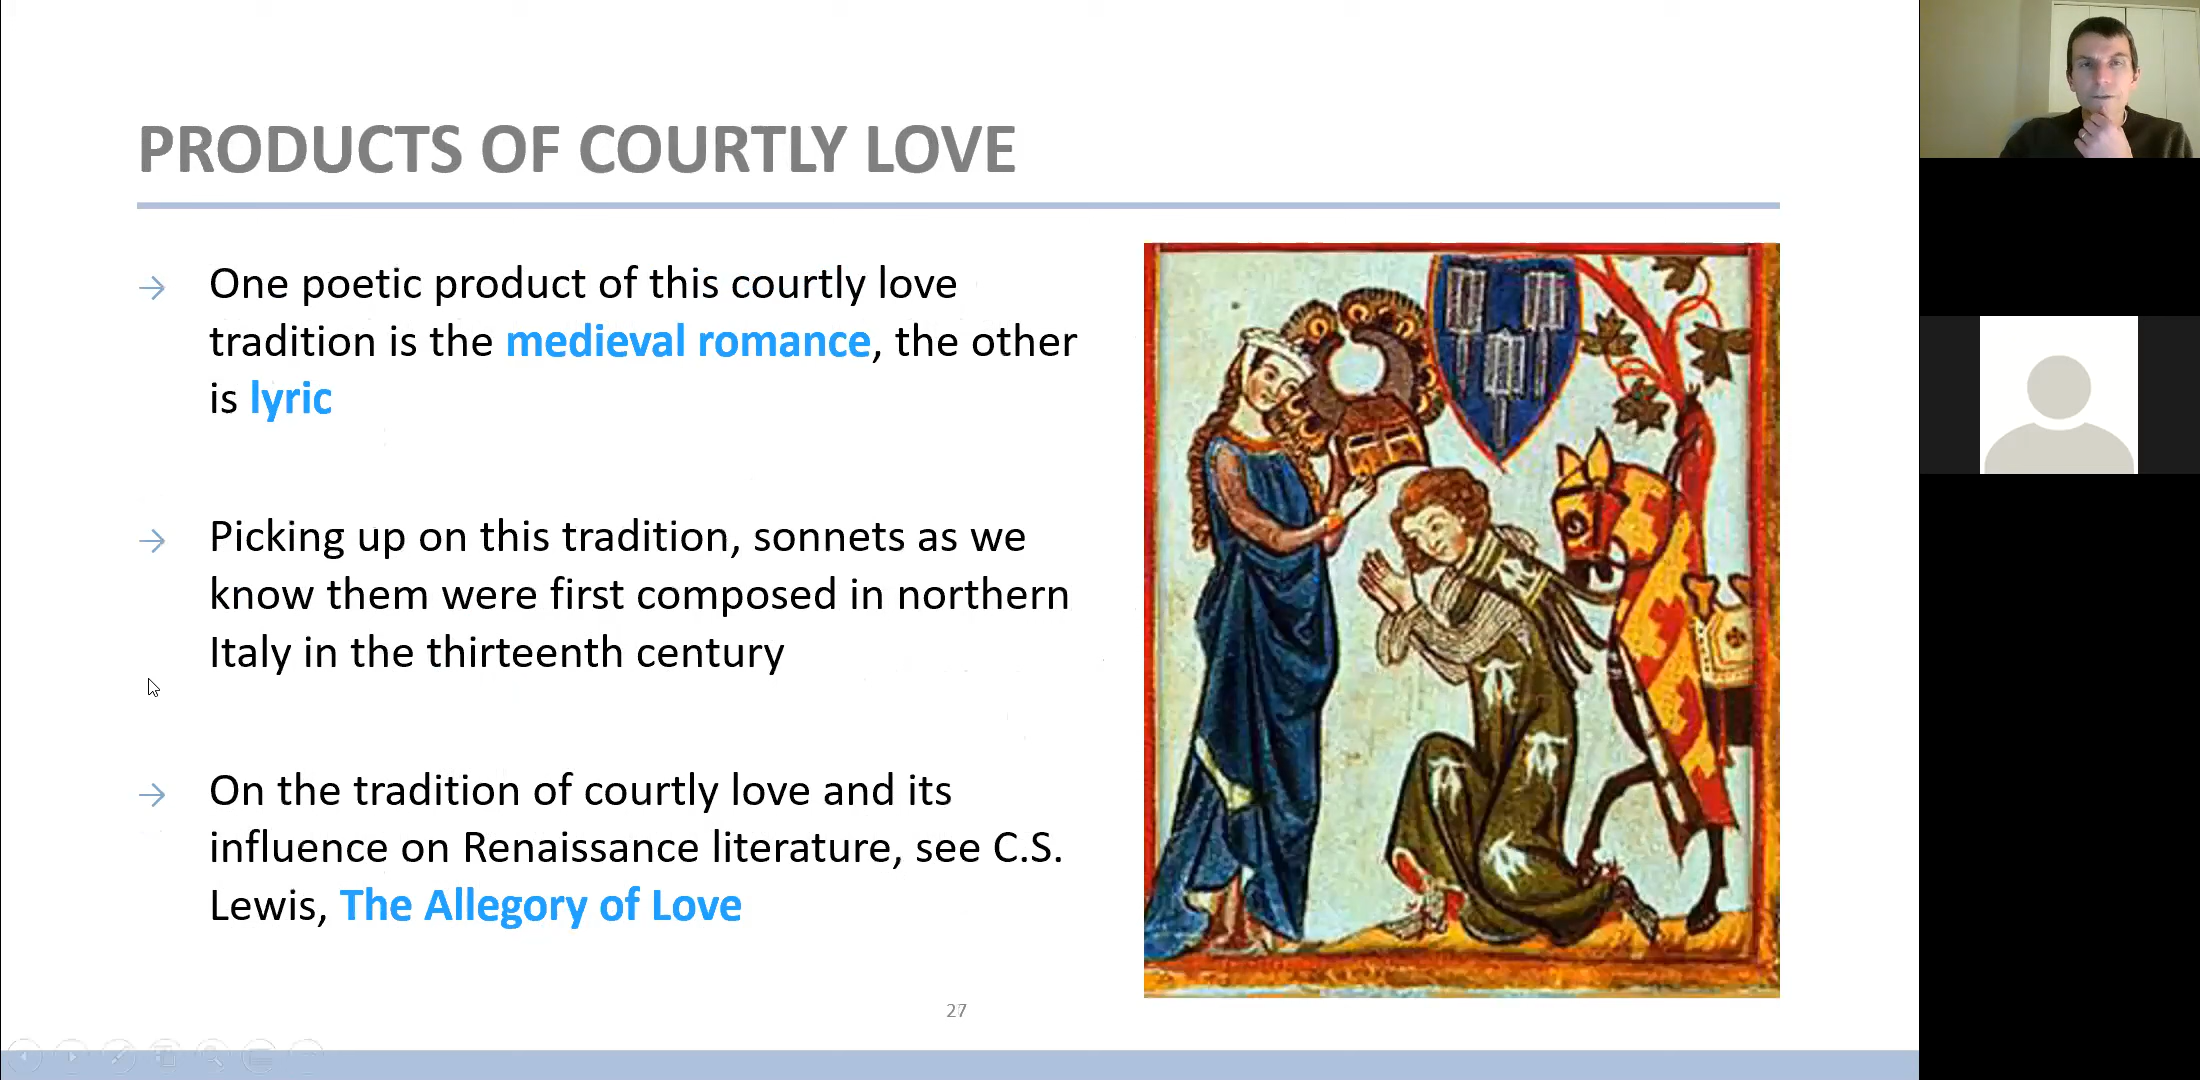 PRODUCTS OF COURTLY LOVE
→ One poetic product of this courtly love
tradition is the medieval romance, the other
is lyric
→ Picking up on this tradition, sonnets as we
know them were first composed in northern
Italy in the thirteenth century
→ On the tradition of courtly love and its
influence on Renaissance literature, see C.S.
Lewis, The Allegory of Love
27